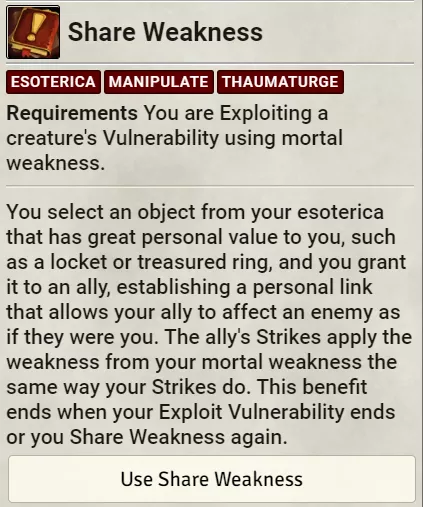 Share Weakness
ESOTERICA MANIPULATE THAUMATURGE
Requirements You are Exploiting a
creature's Vulnerability using mortal
weakness.
You select an object from your esoterica
that has great personal value to you, such
as a locket or treasured ring, and you grant
it to an ally, establishing a personal link
that allows your ally to affect an enemy as
if they were you. The ally's Strikes apply the
weakness from your mortal weakness the
same way your Strikes do. This benefit
ends when your Exploit Vulnerability ends
or you Share Weakness again.
Use Share Weakness